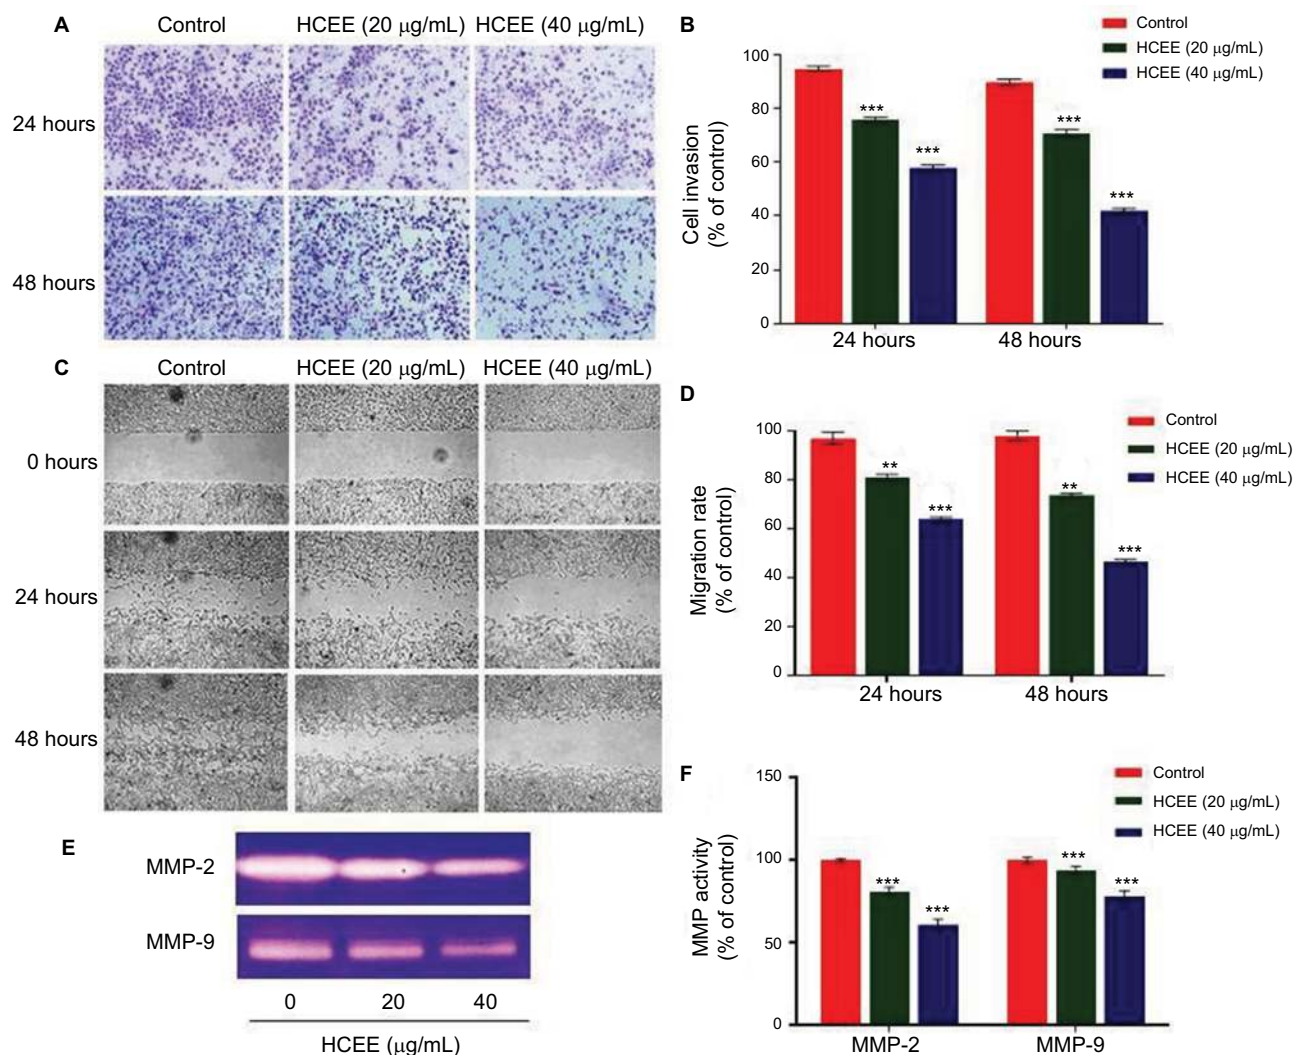 A
Control
HCEE (20 μg/mL)
HCEE (40 μg/mL)
24 hours
48 hours
B
Control
HCEE (20 μg/mL)
HCEE (40 μg/mL)
Cell invasion
(% of control)
100
80
60
40
20
0
***
***
***
***
24 hours
48 hours
C
Control
HCEE (20 μg/mL)
HCEE (40 μg/mL)
0 hours
24 hours
48 hours
D
Control
HCEE (20 μg/mL)
HCEE (40 μg/mL)
Migration rate
(% of control)
100
80
60
40
20
0
**
***
**
***
24 hours
48 hours
E
MMP-2
MMP-9
0 20 40
HCEE (μg/mL)
F
Control
HCEE (20 μg/mL)
HCEE (40 μg/mL)
MMP activity
(% of control)
150
100
50
0
***
***
***
***
MMP-2
MMP-9